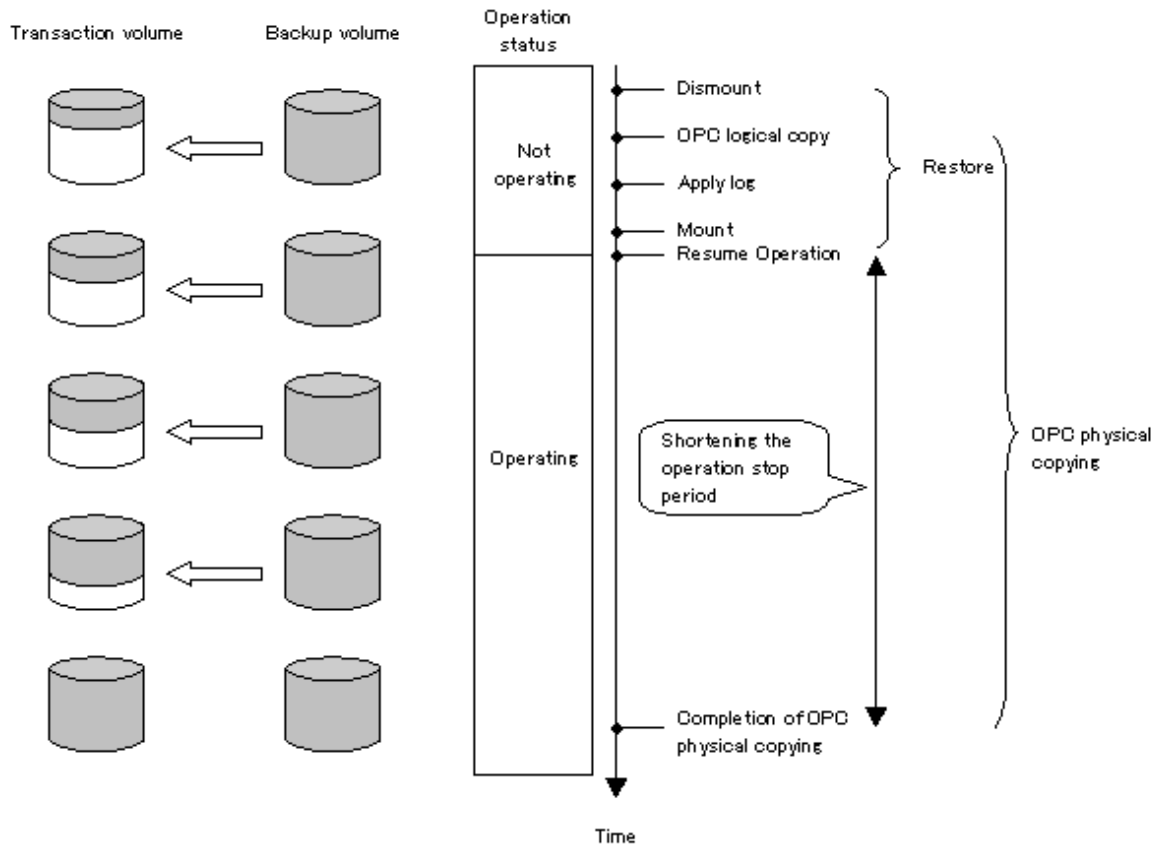 Operation
status
Transaction volume
Backup volume
Dismount
OPC logical copy
Not
operating
Restore
Apply log
Mount
Resume Operation
Operating
Shortening the
operation stop
period
OPC physical
copying
Completion of OPC
physical copying
Time